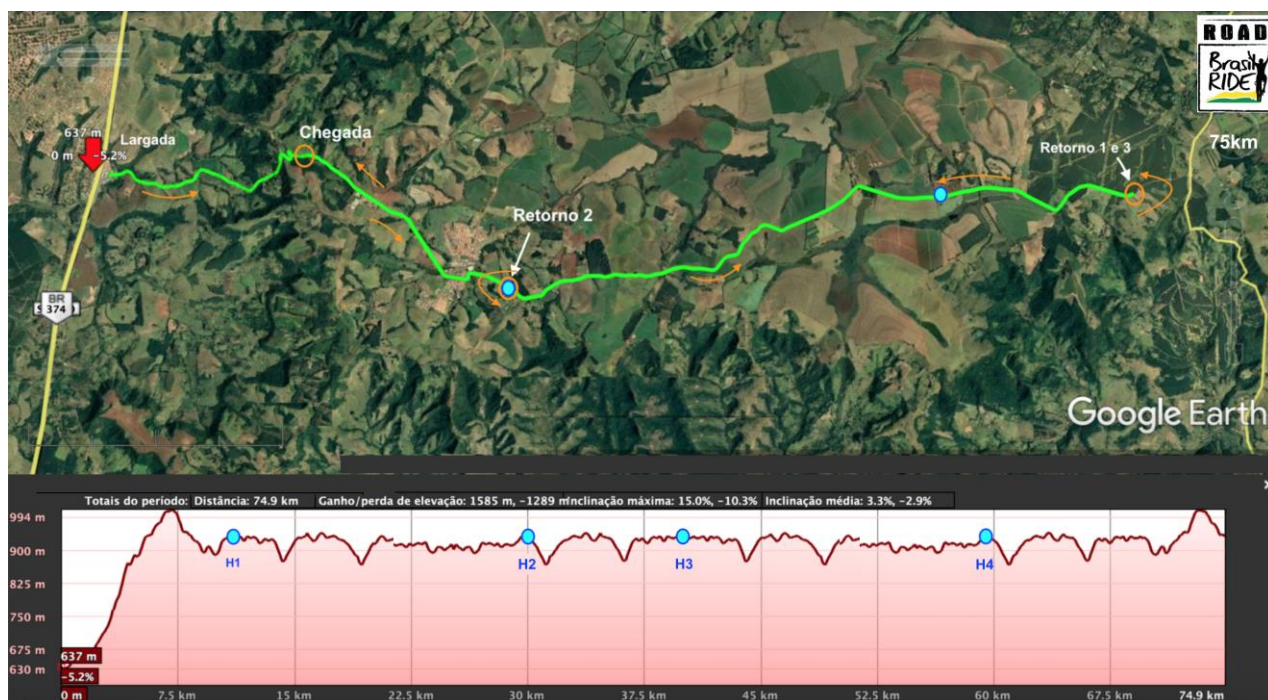 ROAD
Brasil
RIDE
637 m
Largada
0 m -5.2%
Chegada
Retorno 1 e 3
75km
Retorno 2
BR
374
Google Earth
Totais do período: Distância: 74.9 km Ganho/perda de elevação: 1585 m, -1289 m Inclinação máxima: 15.0%, -10.3% Inclinação média: 3.3%, -2.9%
994 m
900 m
825 m
750 m
675 m
630 m
H1
H2
H3
H4
637 m
-5.2%
0 m 7.5 km 15 km 22.5 km 30 km 37.5 km 45 km 52.5 km 60 km 67.5 km 74.9 km